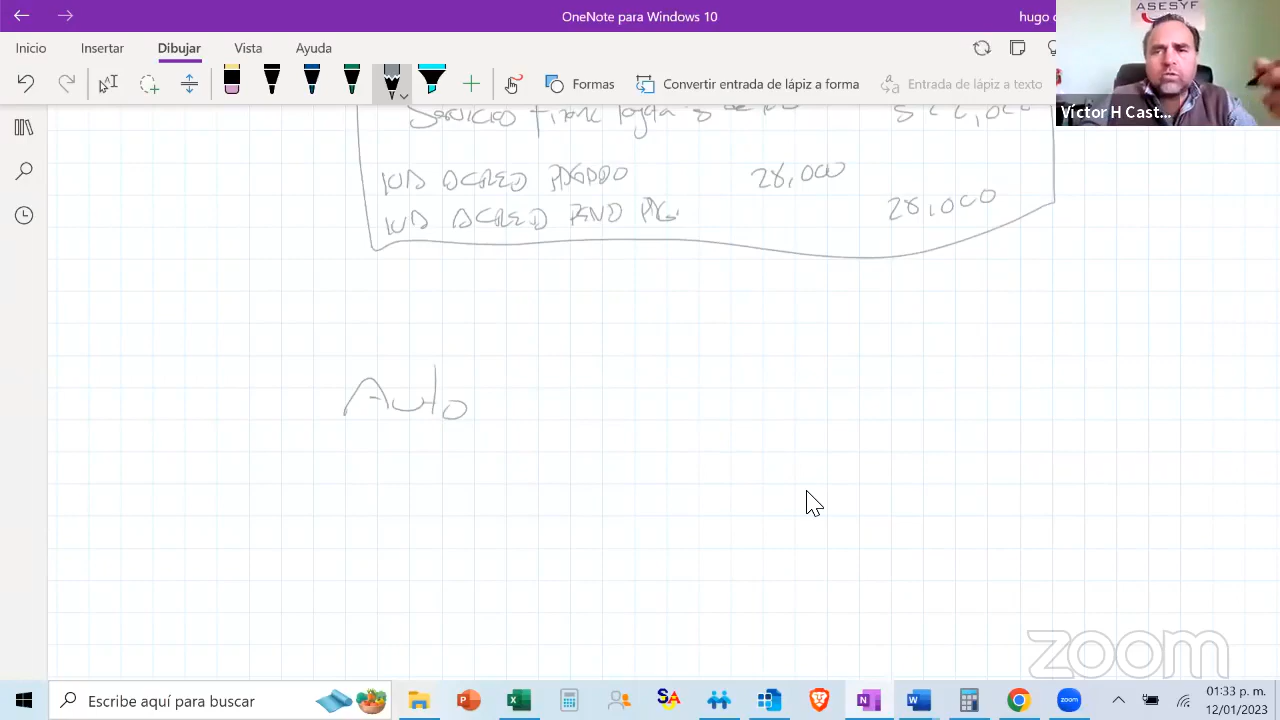 OneNote para Windows 10
hugo
ASESYF
Inicio Insertar Dibujar Vista Ayuda
Formas Convertir entrada de lápiz a forma Entrada de lápiz a texto
Víctor H Cast...
IVA ACRED PAGADO 28,000
IVA ACRED PEND PAG 28,000
Auto
zoom
Escribe aquí para buscar
01:33 p. m.
12/01/2023